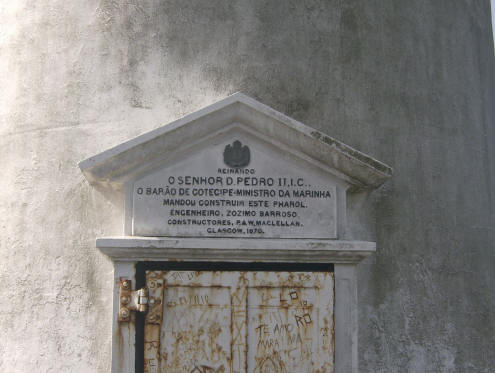 REINANDO
O SENHOR D. PEDRO II, I.C.,
O BARÃO DE COTEGIPE-MINISTRO DA MARINHA
MANDOU CONSTRUIR ESTE PHAROL.
ENGENHEIRO, ZOZIMO BARROSO.
CONSTRUCTORES, P.&W. MACLELLAN.
GLASGOW, 1870.
TE AMO
MARA